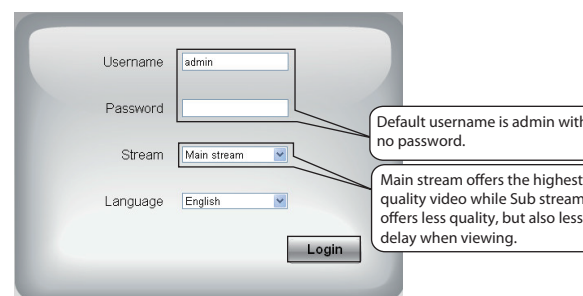 Username
admin
Password
Default username is admin with
no password.
Stream
Main stream
Main stream offers the highest
quality video while Sub stream
offers less quality, but also less
delay when viewing.
Language
English
Login